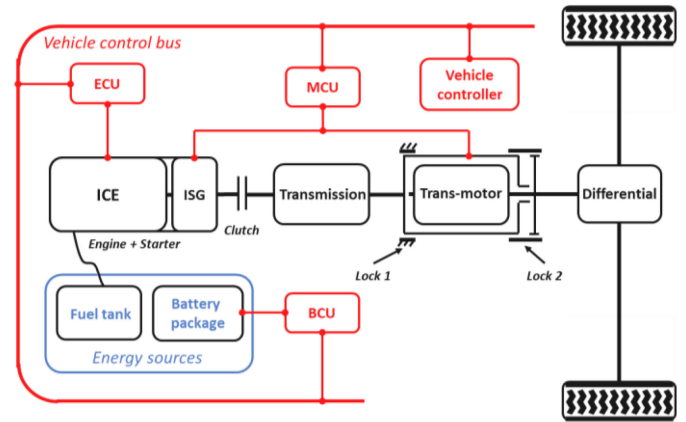 Vehicle control bus
ECU
MCU
Vehicle
controller
ICE
ISG
Transmission
Trans-motor
Differential
Clutch
Engine + Starter
Lock 1
Lock 2
Fuel tank
Battery
package
BCU
Energy sources